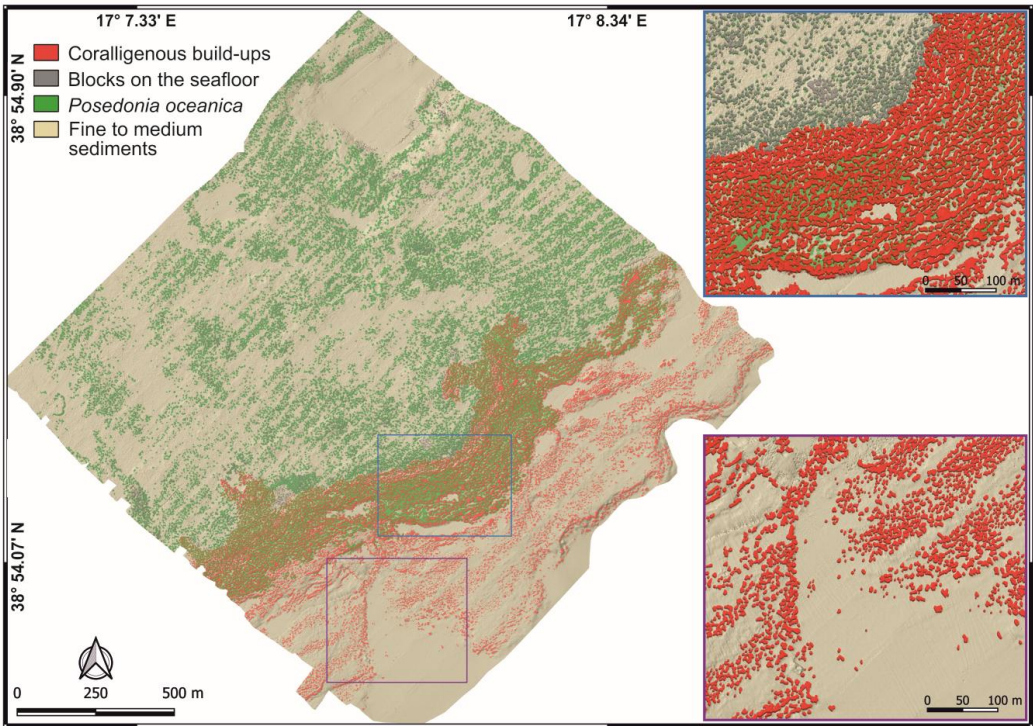 17° 7.33' E
17° 8.34' E
38° 54.90' N
38° 54.07' N
Coralligenous build-ups
Blocks on the seafloor
Posedonia oceanica
Fine to medium
sediments
0 50 100 m
0 50 100 m
0 250 500 m